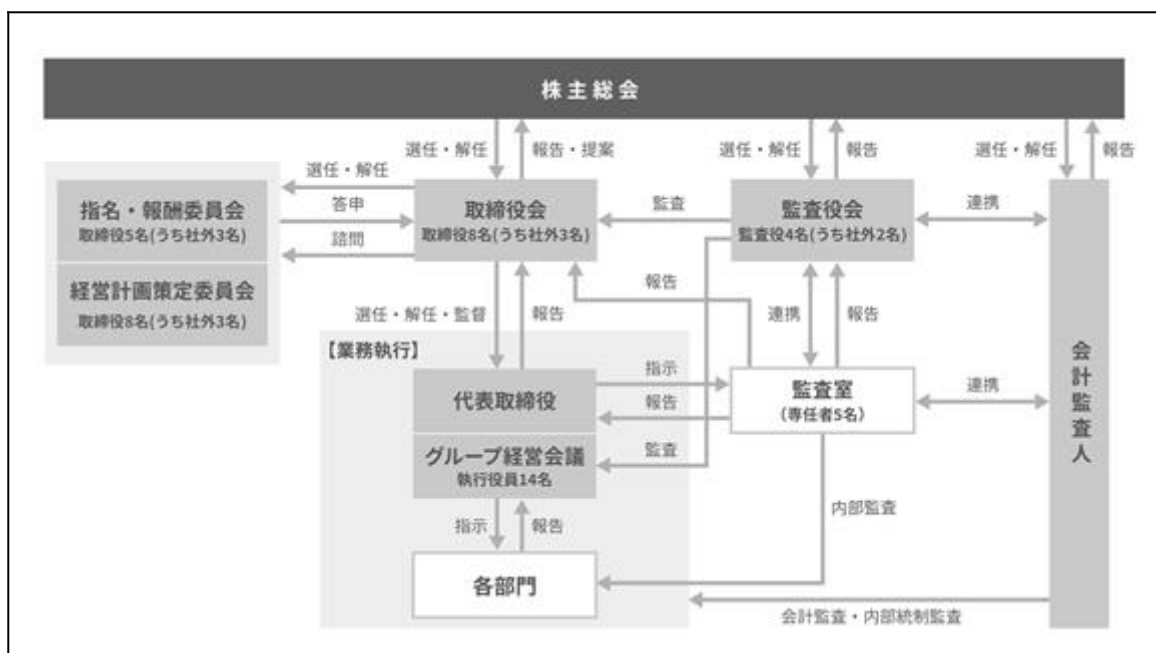 株主総会
選任・解任
報告・提案
選任・解任
報告
選任・解任
報告
選任・解任
答申
諮問
指名・報酬委員会
取締役5名(うち社外3名)
経営計画策定委員会
取締役8名(うち社外3名)
取締役会
取締役8名(うち社外3名)
監査
監査役会
監査役4名(うち社外2名)
連携
選任・解任・監督
報告
報告
連携
報告
【業務執行】
代表取締役
グループ経営会議
執行役員14名
指示
報告
監査
監査室
(専任者5名)
連携
会計監査人
指示
報告
内部監査
各部門
会計監査・内部統制監査